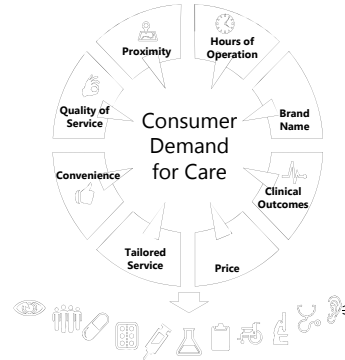 Proximity
Hours of
Operation
Quality of
Service
Brand
Name
Consumer
Demand
for Care
Convenience
Clinical
Outcomes
Tailored
Service
Price